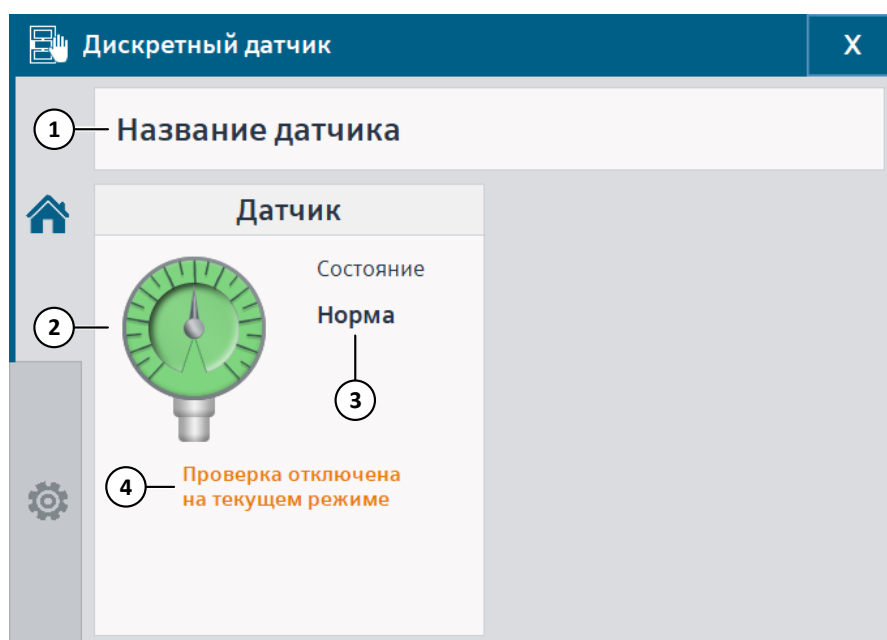 Дискретный датчик
X
1
Название датчика
Датчик
Состояние
2
Норма
3
4
Проверка отключена
на текущем режиме